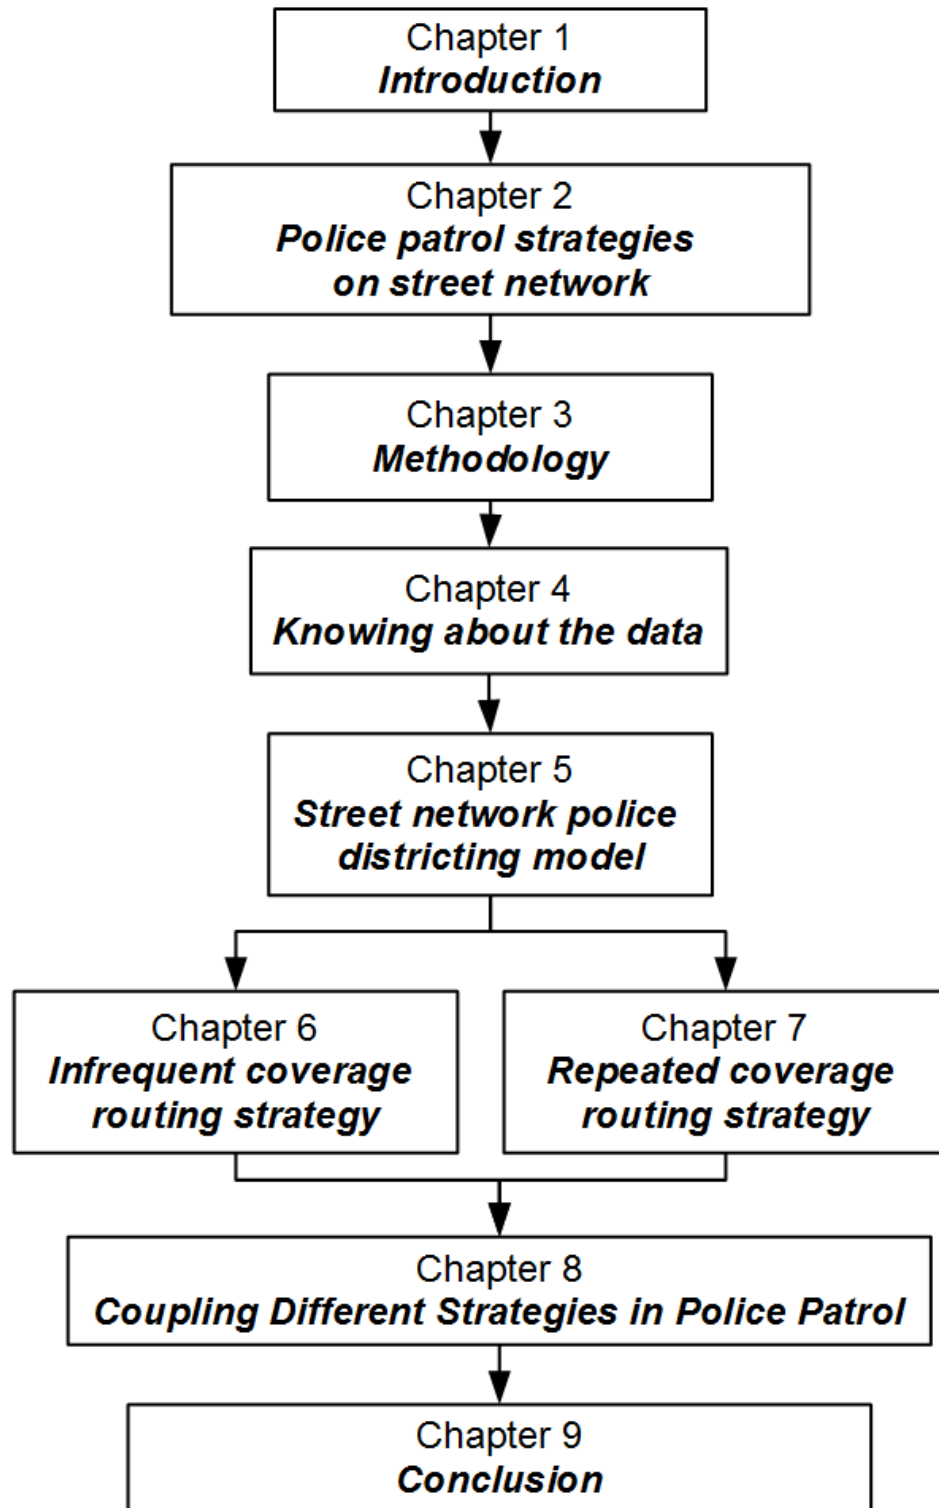 Chapter 1
Introduction
Chapter 2
Police patrol strategies
on street network
Chapter 3
Methodology
Chapter 4
Knowing about the data
Chapter 5
Street network police
districting model
Chapter 6
Infrequent coverage
routing strategy
Chapter 7
Repeated coverage
routing strategy
Chapter 8
Coupling Different Strategies in Police Patrol
Chapter 9
Conclusion